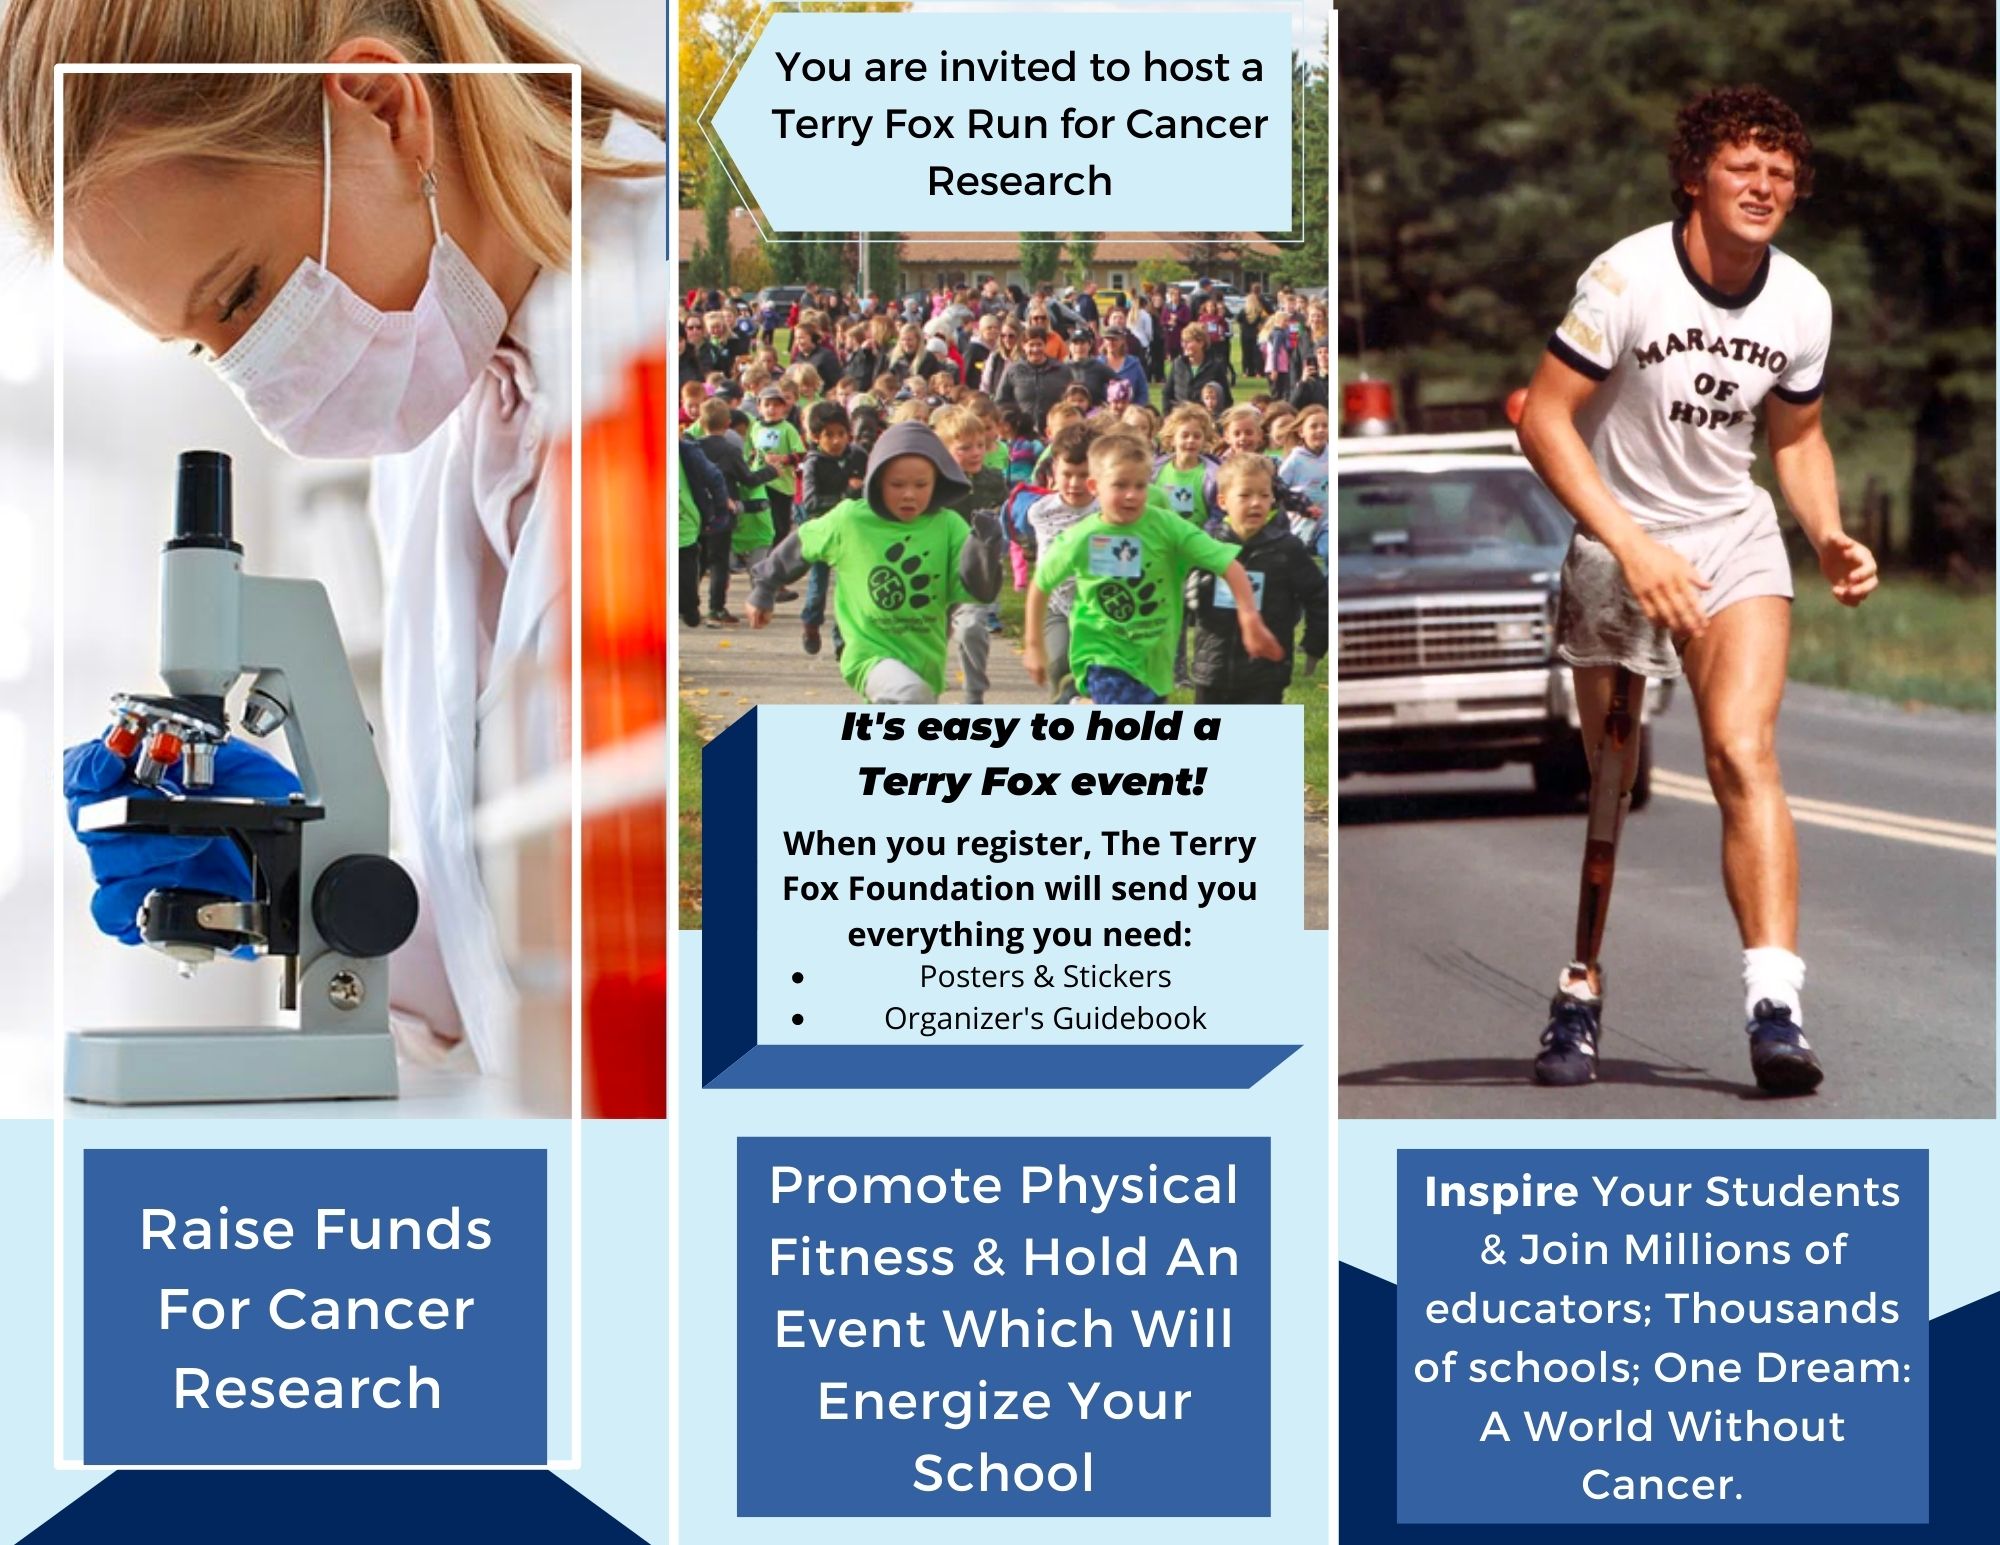 You are invited to host a
Terry Fox Run for Cancer
Research
MARATHO
OF
HOPE
CES
CES
It's easy to hold a
Terry Fox event!
When you register, The Terry
Fox Foundation will send you
everything you need:
• Posters & Stickers
• Organizer's Guidebook
Raise Funds
For Cancer
Research
Promote Physical
Fitness & Hold An
Event Which Will
Energize Your
School
Inspire Your Students
& Join Millions of
educators; Thousands
of schools; One Dream:
A World Without
Cancer.